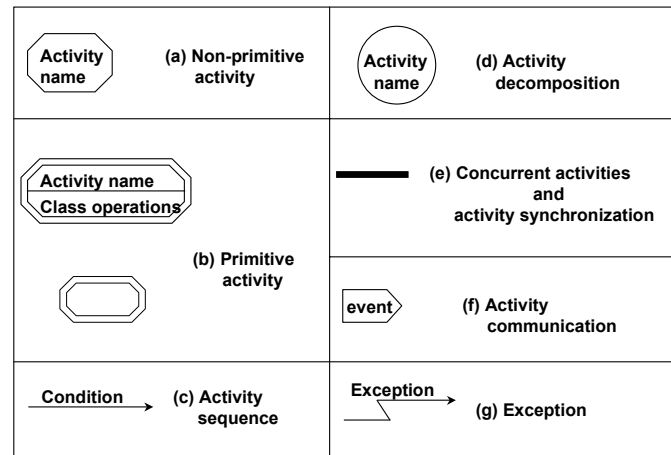 Activity
name
(a) Non-primitive
activity
Activity name
Class operations
(b) Primitive
activity
Condition
(c) Activity
sequence
Activity
name
(d) Activity
decomposition
(e) Concurrent activities
and
activity synchronization
event
(f) Activity
communication
Exception
(g) Exception